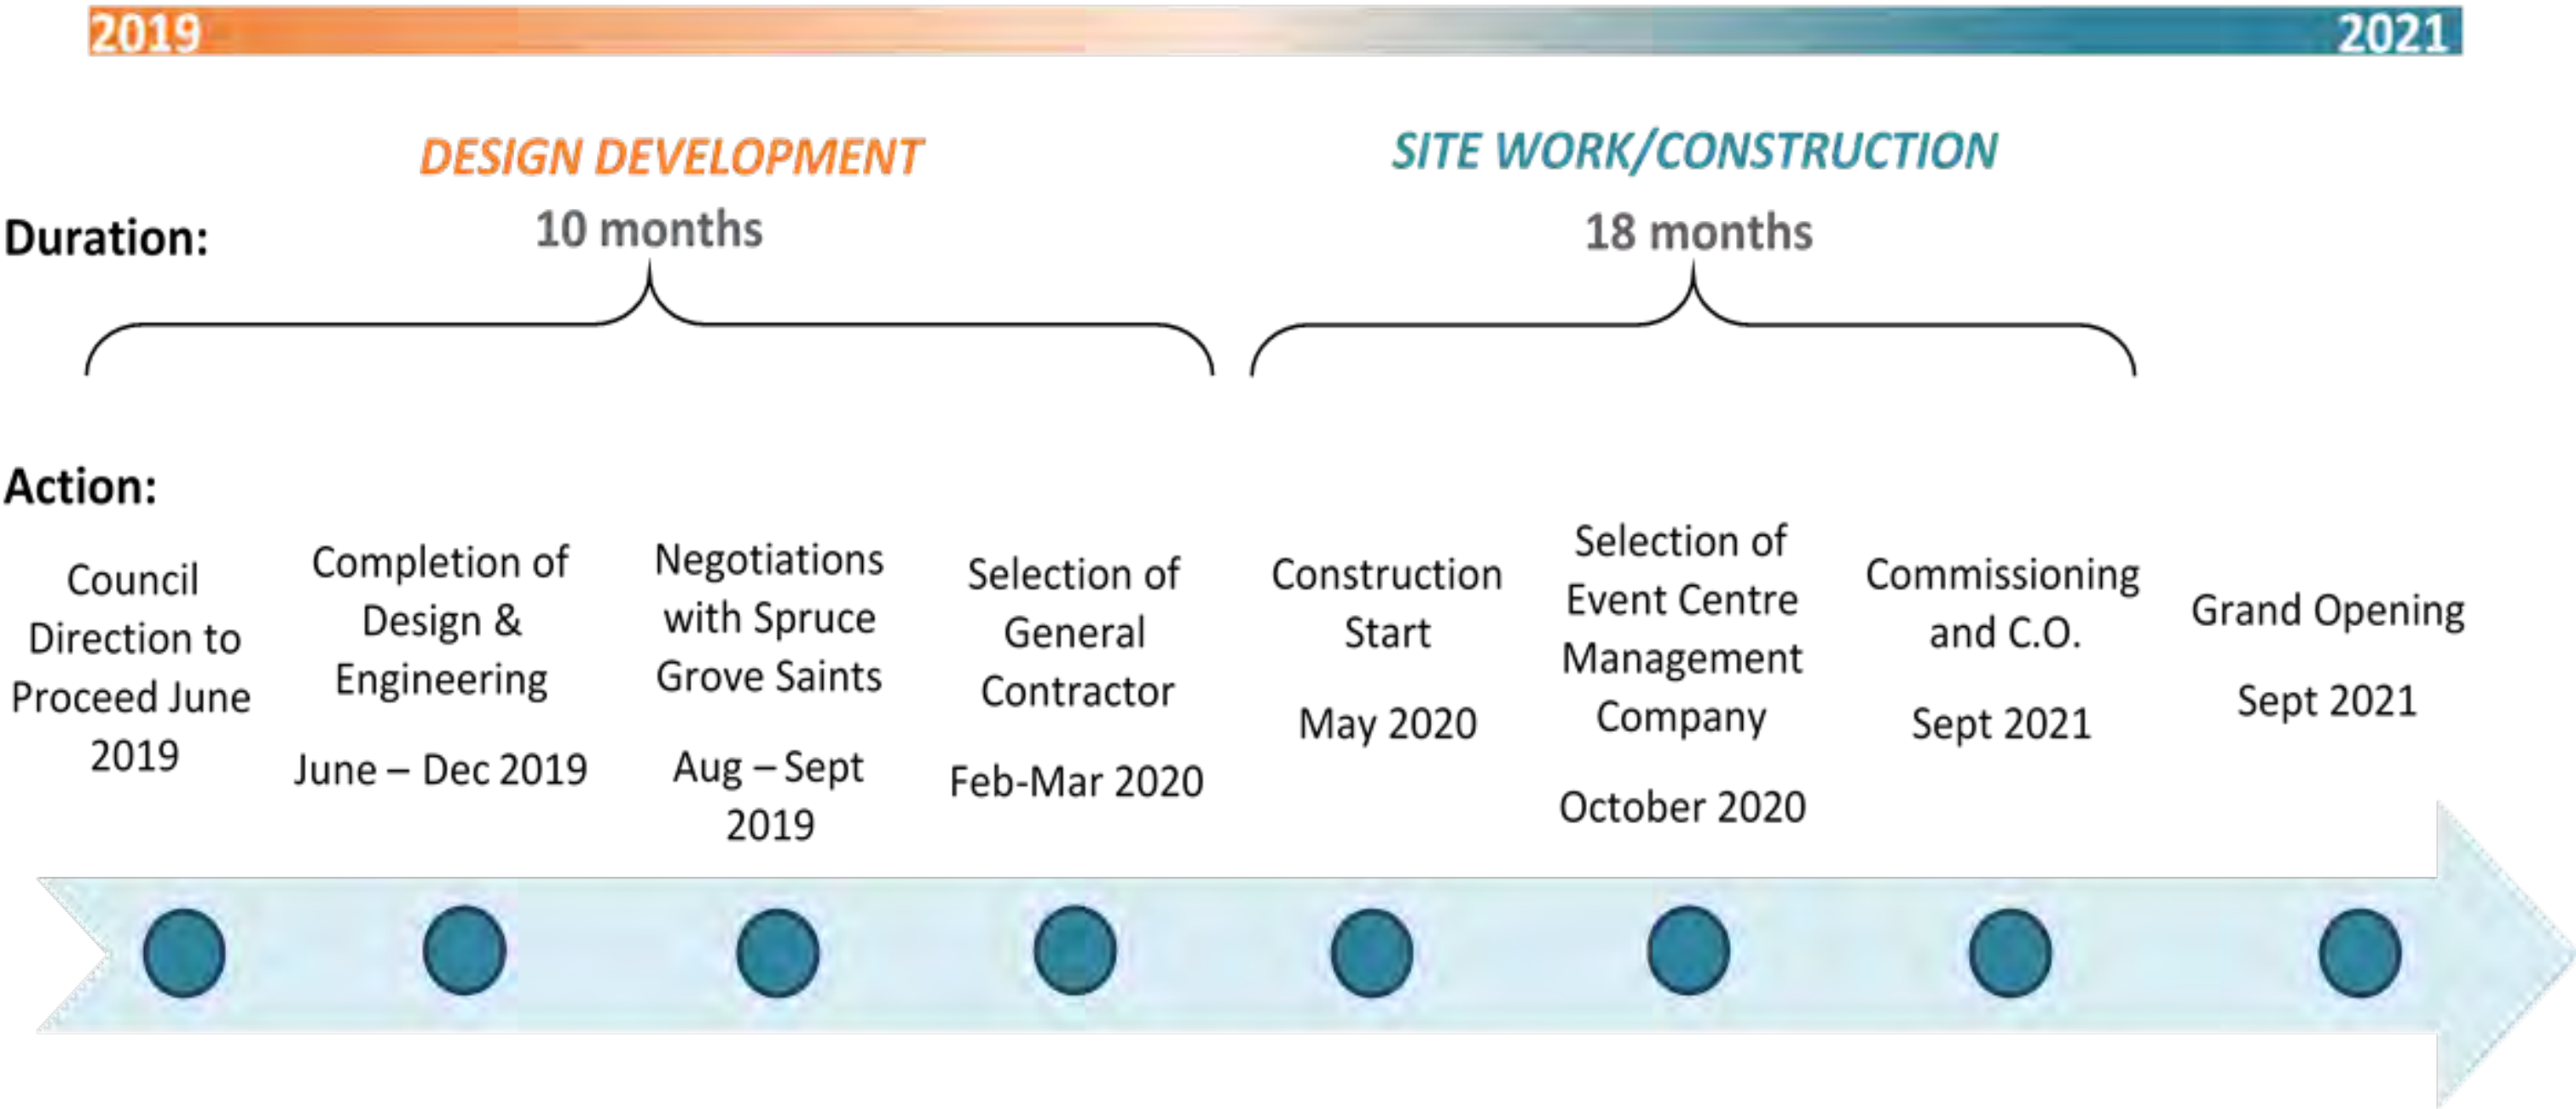 2019
2021
DESIGN DEVELOPMENT
SITE WORK/CONSTRUCTION
Duration:
10 months
18 months
Action:
Council
Direction to
Proceed June
2019
Completion of
Design &
Engineering
June – Dec 2019
Negotiations
with Spruce
Grove Saints
Aug – Sept
2019
Selection of
General
Contractor
Feb-Mar 2020
Construction
Start
May 2020
Selection of
Event Centre
Management
Company
October 2020
Commissioning
and C.O.
Sept 2021
Grand Opening
Sept 2021